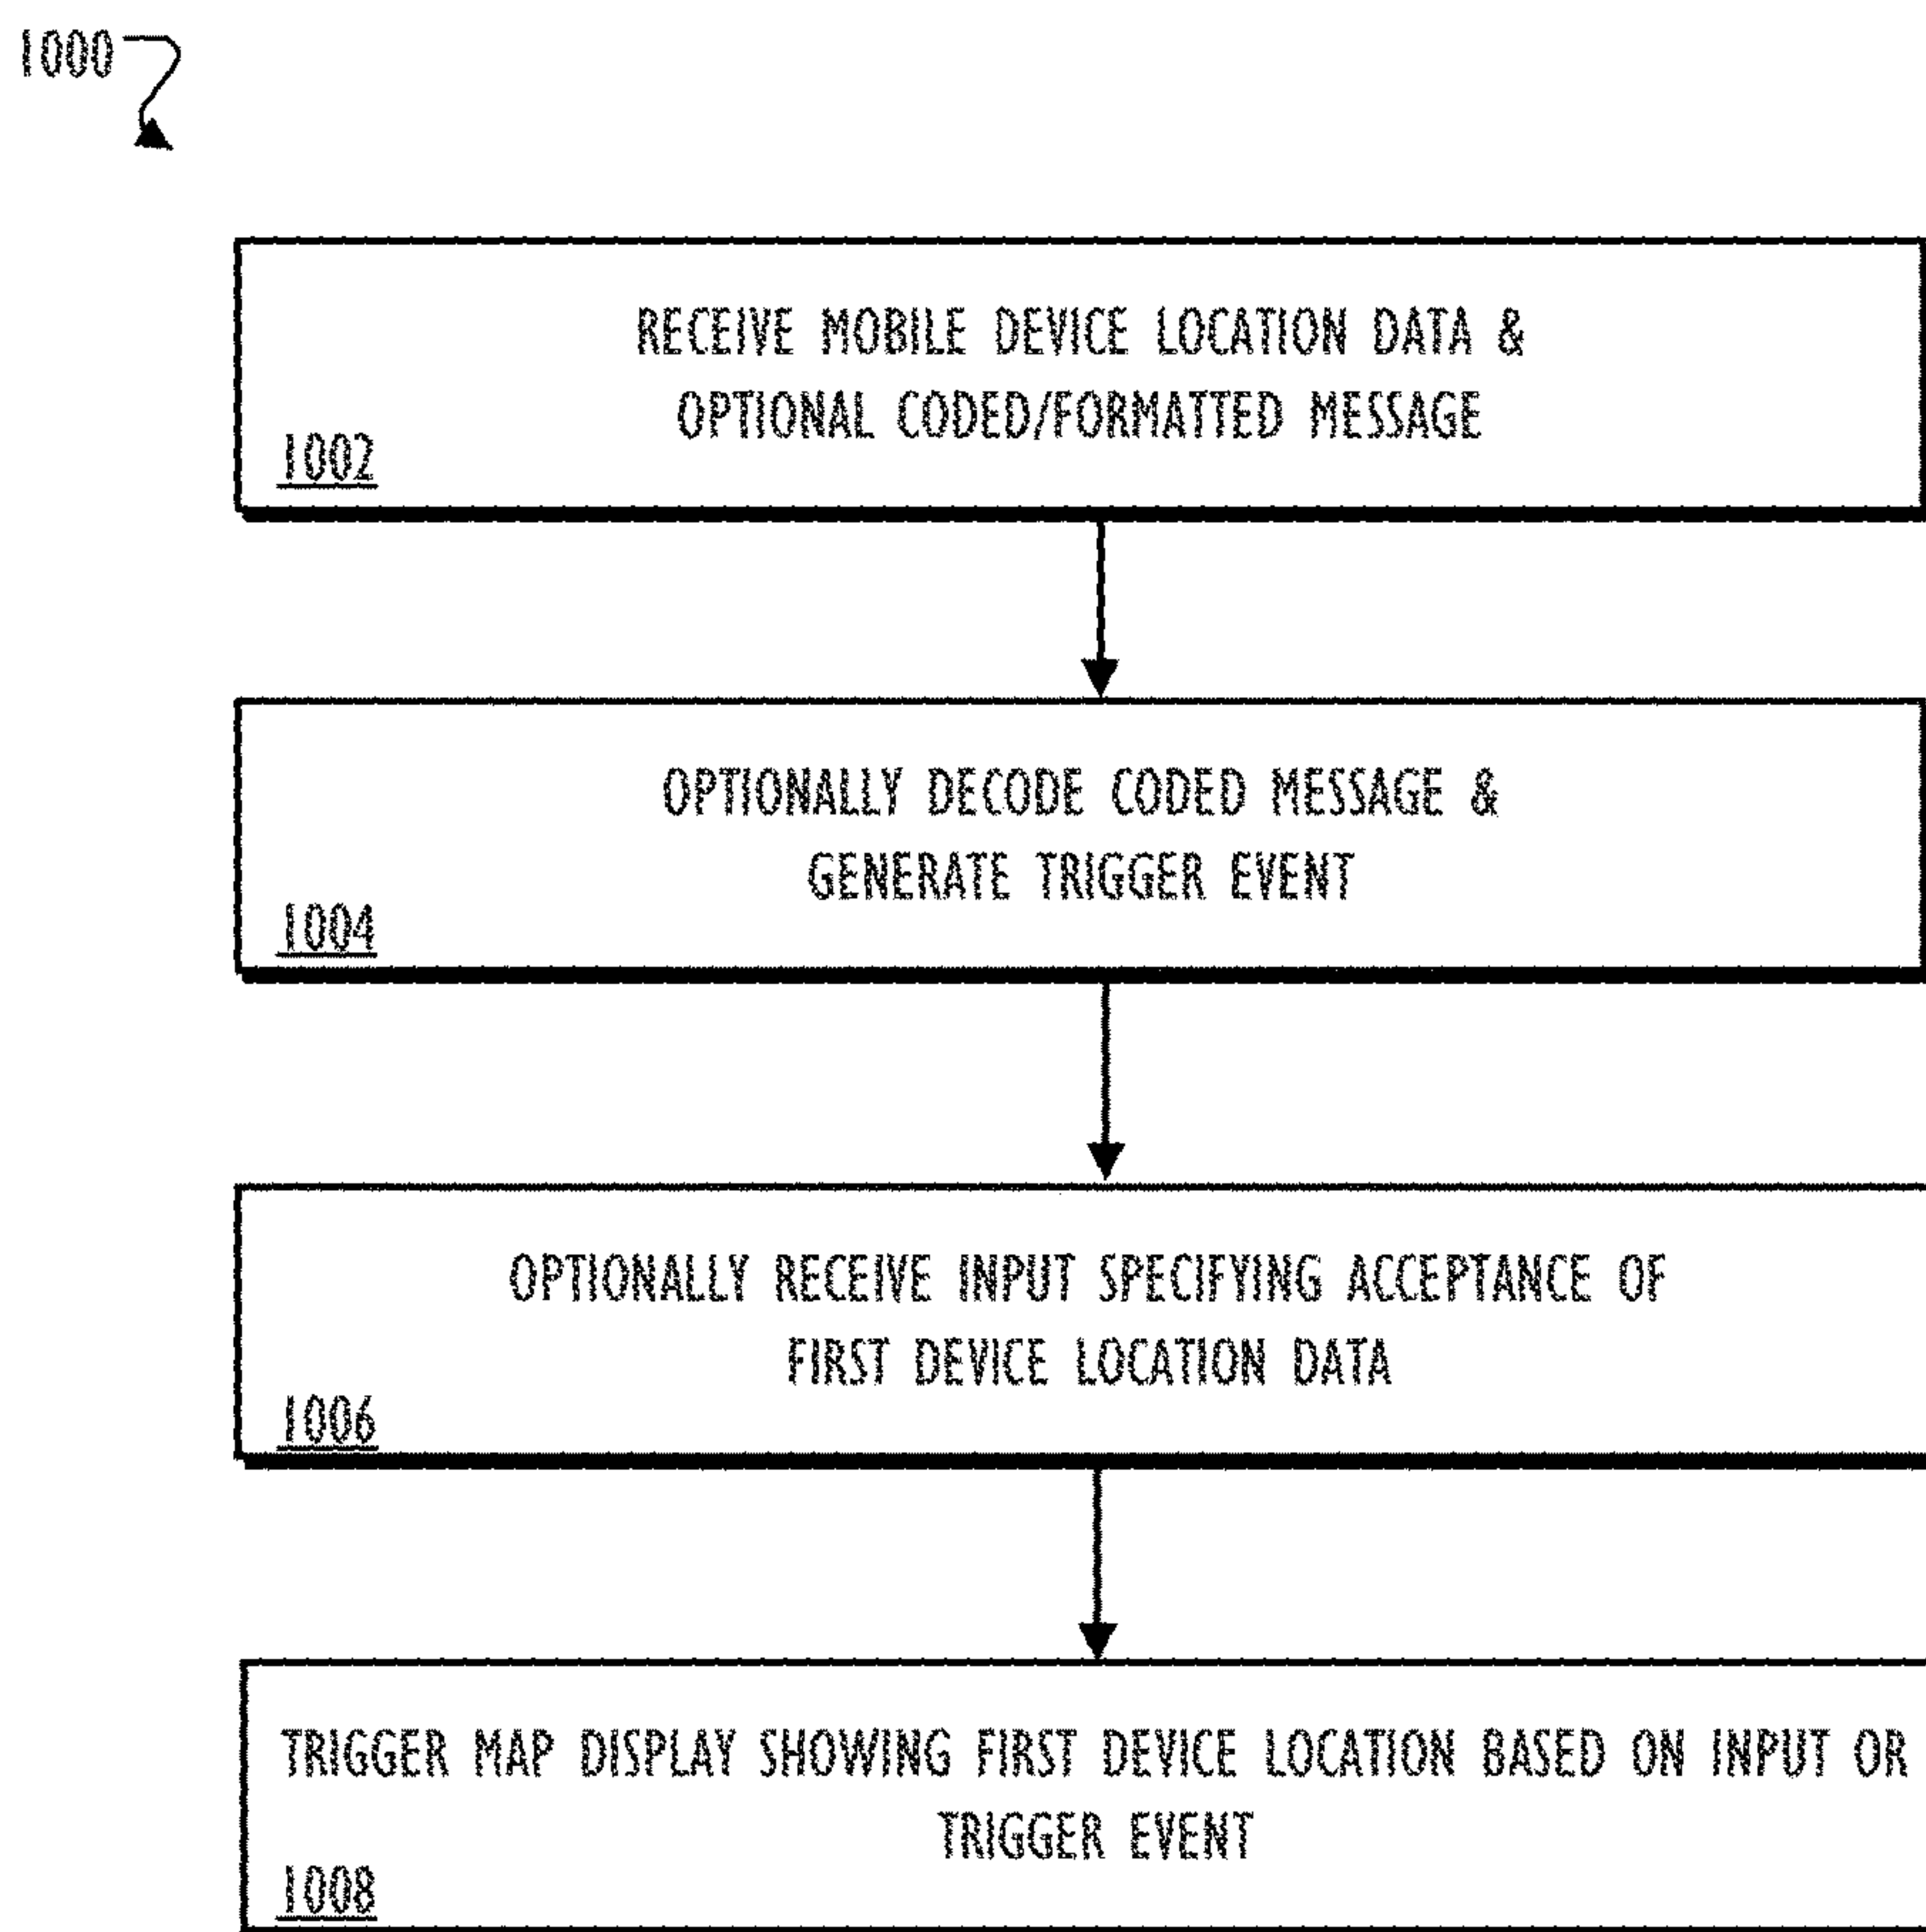 1000
RECEIVE MOBILE DEVICE LOCATION DATA &
OPTIONAL CODED/FORMATTED MESSAGE
1002
OPTIONALLY DECODE CODED MESSAGE &
GENERATE TRIGGER EVENT
1004
OPTIONALLY RECEIVE INPUT SPECIFYING ACCEPTANCE OF
FIRST DEVICE LOCATION DATA
1006
TRIGGER MAP DISPLAY SHOWING FIRST DEVICE LOCATION BASED ON INPUT OR
TRIGGER EVENT
1008